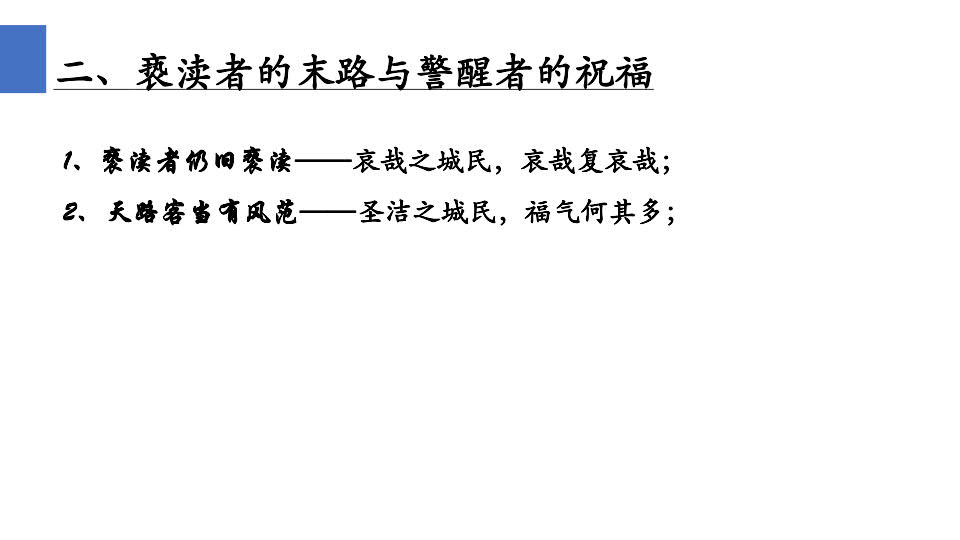 二、亵渎者的末路与警醒者的祝福
1、亵渎者仍旧亵渎——哀哉之城民，哀哉复哀哉；
2、天路客当有风范——圣洁之城民，福气何其多；